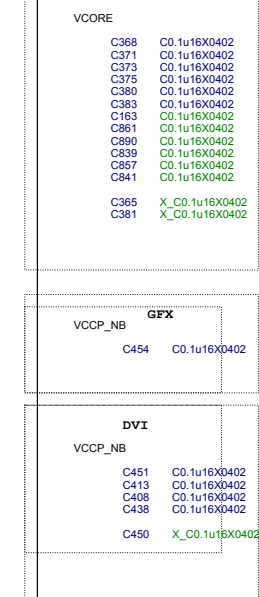 VCORE
C368 C0.1u16X0402
C371 C0.1u16X0402
C373 C0.1u16X0402
C375 C0.1u16X0402
C380 C0.1u16X0402
C383 C0.1u16X0402
C163 C0.1u16X0402
C861 C0.1u16X0402
C890 C0.1u16X0402
C839 C0.1u16X0402
C857 C0.1u16X0402
C841 C0.1u16X0402
C365 X_C0.1u16X0402
C381 X_C0.1u16X0402
GFX
VCCP_NB
C454 C0.1u16X0402
DVI
VCCP_NB
C451 C0.1u16X0402
C413 C0.1u16X0402
C408 C0.1u16X0402
C438 C0.1u16X0402
C450 X_C0.1u16X0402